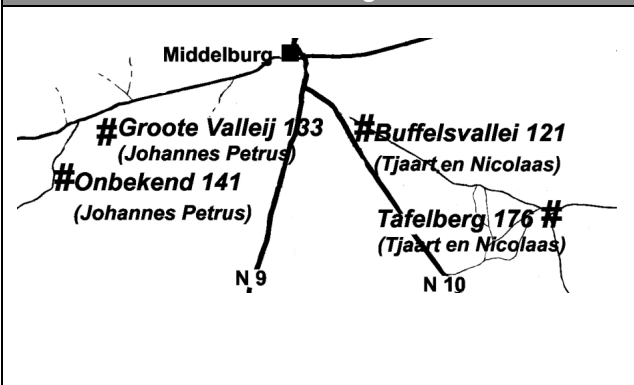 Middelburg
# Groote Valleij 133
(Johannes Petrus)
# Buffelsvallei 121
(Tjaart en Nicolaas)
# Onbekend 141
(Johannes Petrus)
Tafelberg 176 #
(Tjaart en Nicolaas)
N 9
N 10